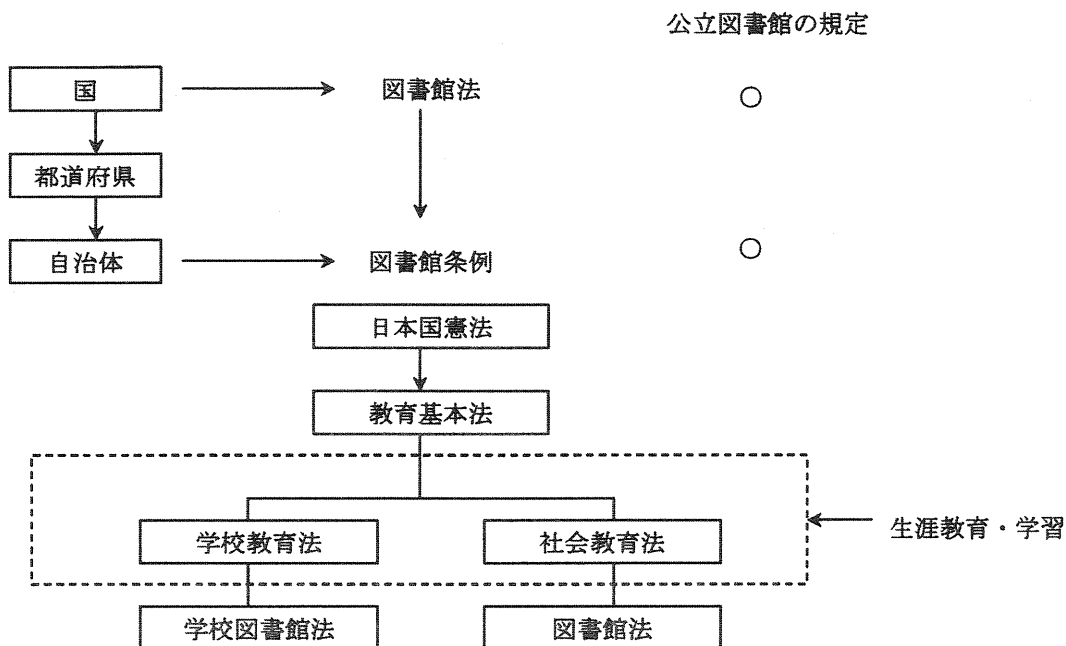 公立図書館の規定
国 図書館法 ○
都道府県
自治体 図書館条例 ○
日本国憲法
教育基本法
生涯教育・学習
学校教育法 社会教育法
学校図書館法 図書館法